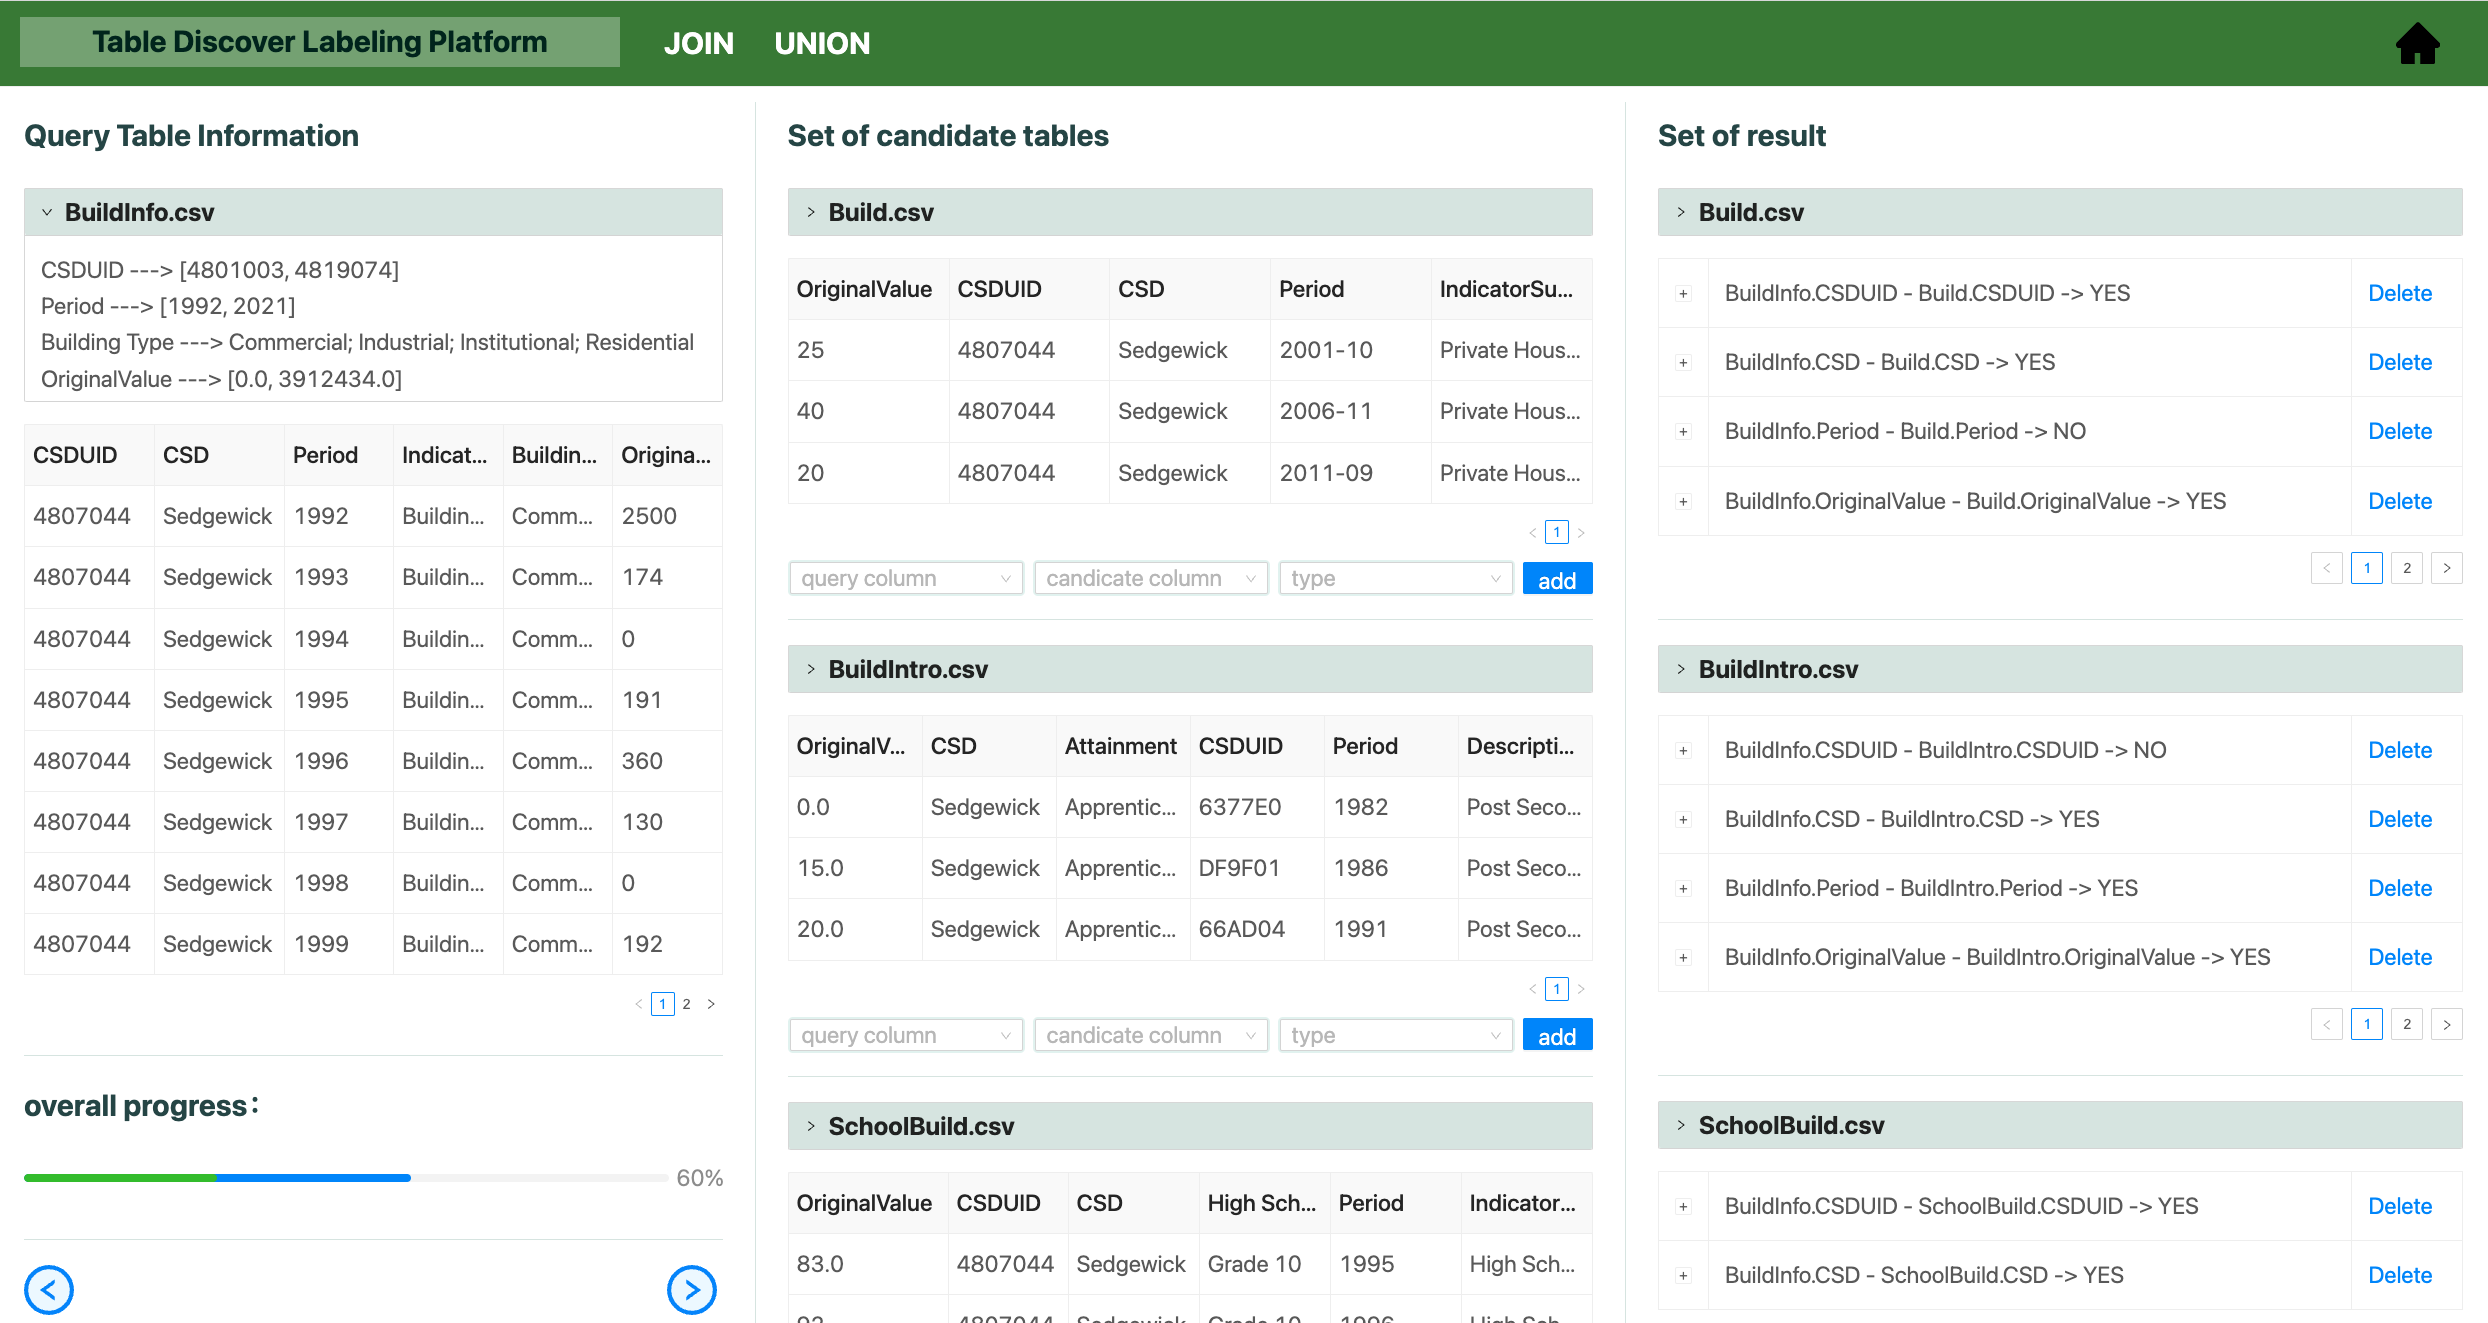 Table Discover Labeling Platform JOIN UNION
Query Table Information
BuildInfo.csv
CSDUID ---> [4801003, 4819074]
Period ---> [1992, 2021]
Building Type ---> Commercial; Industrial; Institutional; Residential
OriginalValue ---> [0.0, 3912434.0]
CSDUID CSD Period Indicat... Buildin... Origina...
4807044 Sedgewick 1992 Buildin... Comm... 2500
4807044 Sedgewick 1993 Buildin... Comm... 174
4807044 Sedgewick 1994 Buildin... Comm... 0
4807044 Sedgewick 1995 Buildin... Comm... 191
4807044 Sedgewick 1996 Buildin... Comm... 360
4807044 Sedgewick 1997 Buildin... Comm... 130
4807044 Sedgewick 1998 Buildin... Comm... 0
4807044 Sedgewick 1999 Buildin... Comm... 192
< 1 2 >
overall progress:
60%
< >
Set of candidate tables
> Build.csv
OriginalValue CSDUID CSD Period IndicatorSu...
25 4807044 Sedgewick 2001-10 Private Hous...
40 4807044 Sedgewick 2006-11 Private Hous...
20 4807044 Sedgewick 2011-09 Private Hous...
< 1 >
query column candicate column type add
> BuildIntro.csv
OriginalV... CSD Attainment CSDUID Period Descripti...
0.0 Sedgewick Apprentic... 6377E0 1982 Post Seco...
15.0 Sedgewick Apprentic... DF9F01 1986 Post Seco...
20.0 Sedgewick Apprentic... 66AD04 1991 Post Seco...
< 1 >
query column candicate column type add
> SchoolBuild.csv
OriginalValue CSDUID CSD High Sch... Period Indicator...
83.0 4807044 Sedgewick Grade 10 1995 High Sch...
Set of result
> Build.csv
+ BuildInfo.CSDUID - Build.CSDUID -> YES Delete
+ BuildInfo.CSD - Build.CSD -> YES Delete
+ BuildInfo.Period - Build.Period -> NO Delete
+ BuildInfo.OriginalValue - Build.OriginalValue -> YES Delete
< 1 2 >
> BuildIntro.csv
+ BuildInfo.CSDUID - BuildIntro.CSDUID -> NO Delete
+ BuildInfo.CSD - BuildIntro.CSD -> YES Delete
+ BuildInfo.Period - BuildIntro.Period -> YES Delete
+ BuildInfo.OriginalValue - BuildIntro.OriginalValue -> YES Delete
< 1 2 >
> SchoolBuild.csv
+ BuildInfo.CSDUID - SchoolBuild.CSDUID -> YES Delete
+ BuildInfo.CSD - SchoolBuild.CSD -> YES Delete